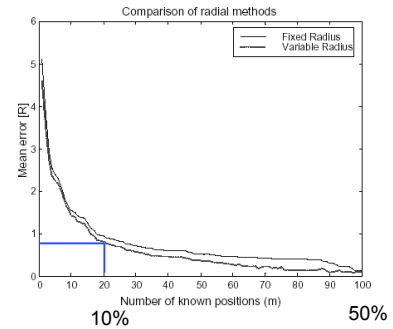 Comparison of radial methods
Fixed Radius
Variable Radius
Mean error [R]
6
5
4
3
2
1
0
0 10 20 30 40 50 60 70 80 90 100
Number of known positions (m)
10% 50%